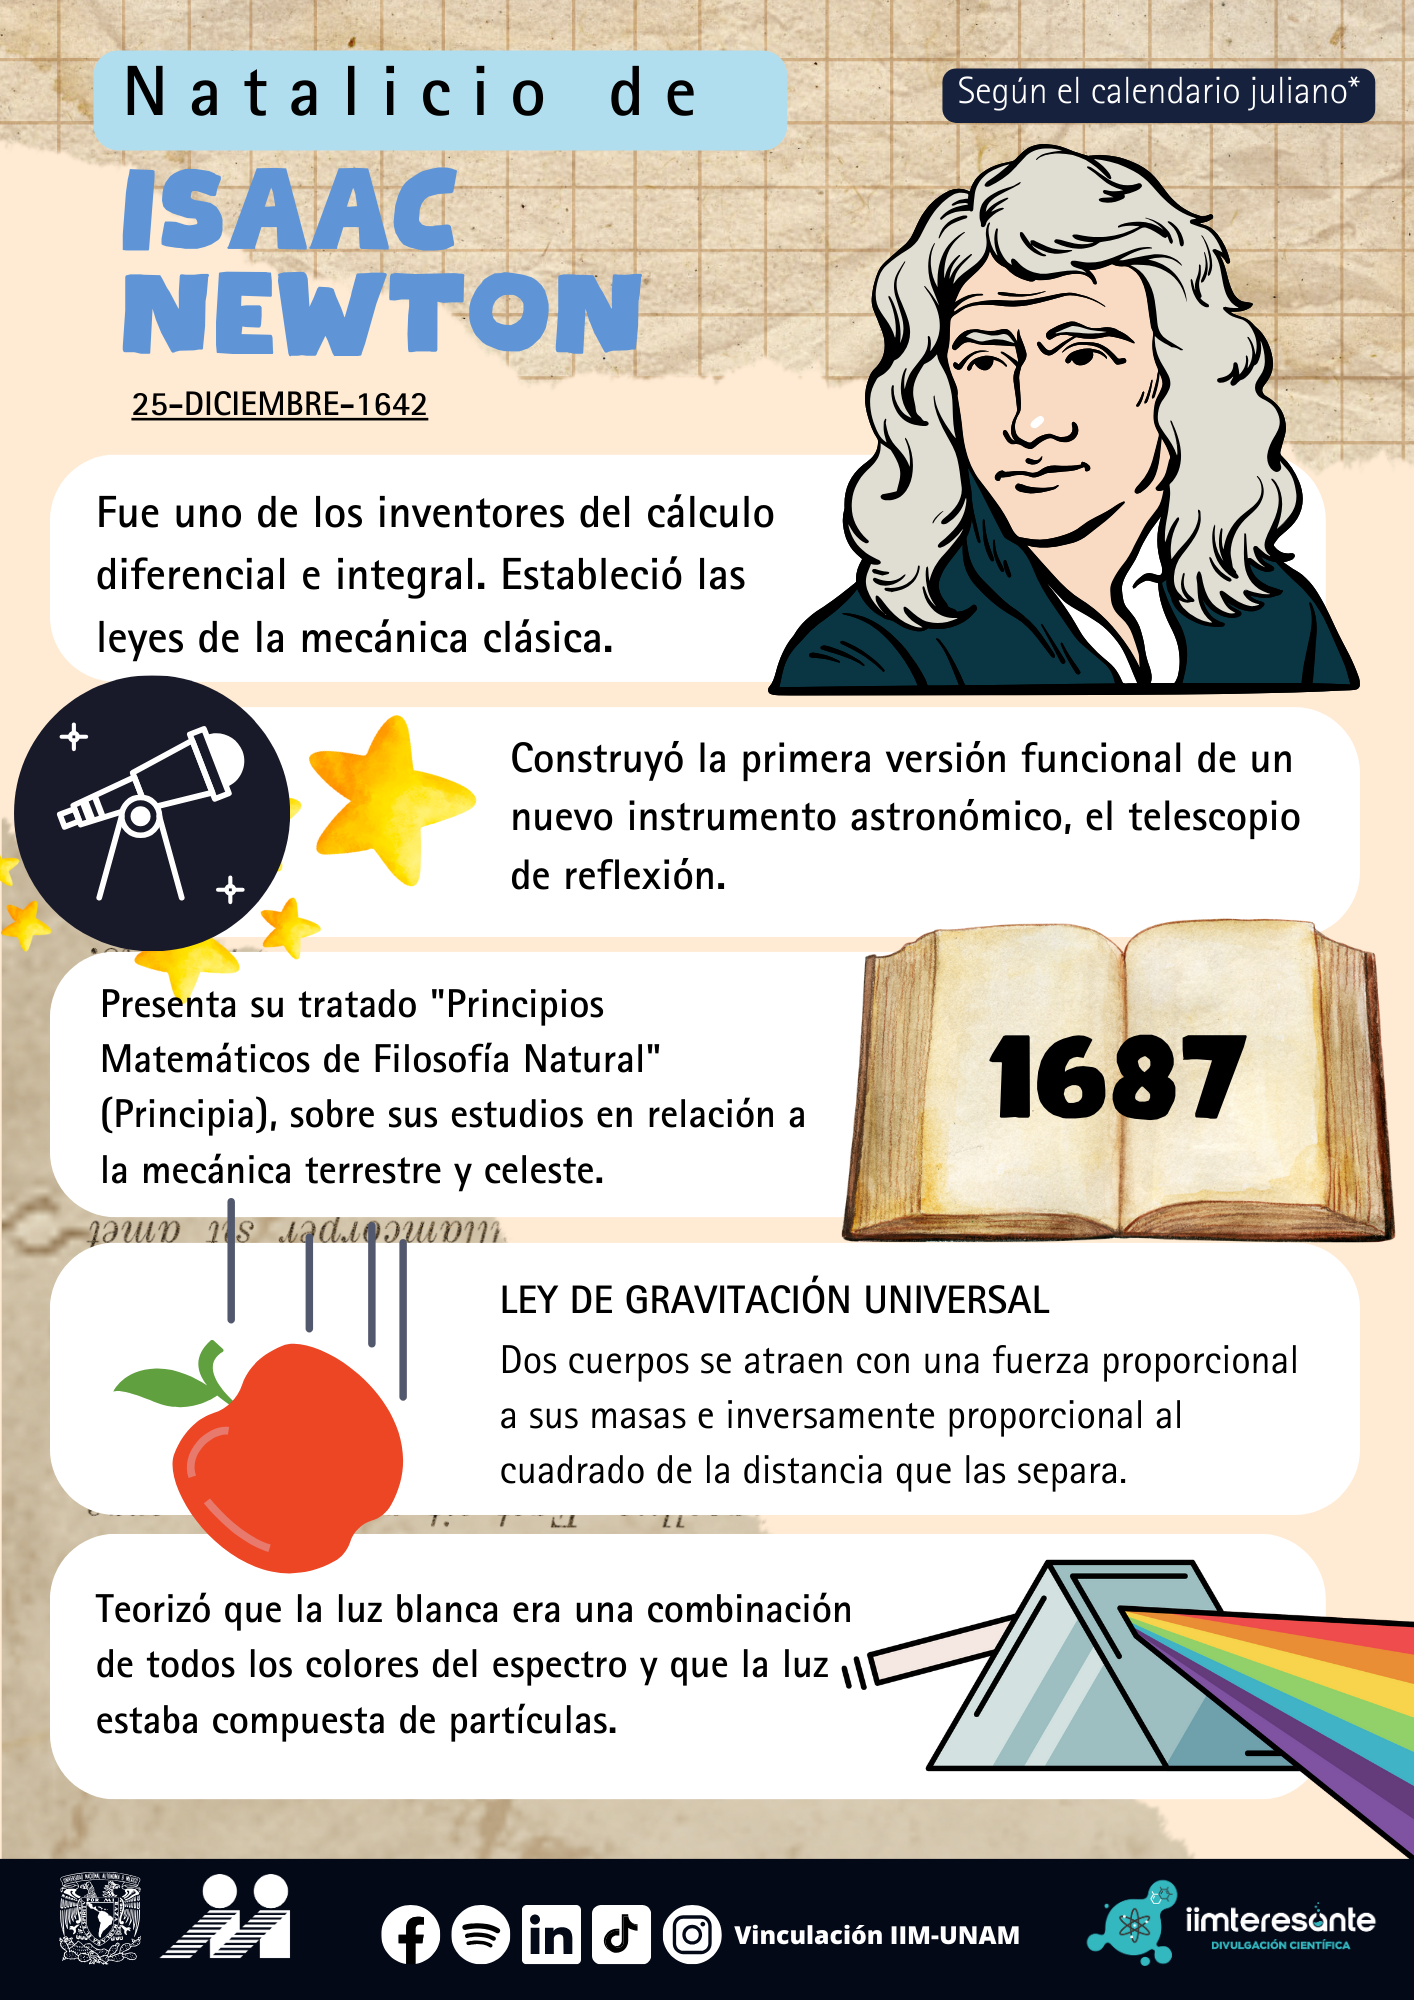 Natalicio de
Según el calendario juliano*
ISAAC
NEWTON
25-DICIEMBRE-1642
Fue uno de los inventores del cálculo
diferencial e integral. Estableció las
leyes de la mecánica clásica.
Construyó la primera versión funcional de un
nuevo instrumento astronómico, el telescopio
de reflexión.
Presenta su tratado "Principios
Matemáticos de Filosofía Natural"
(Principia), sobre sus estudios en relación a
la mecánica terrestre y celeste.
1687
LEY DE GRAVITACIÓN UNIVERSAL
Dos cuerpos se atraen con una fuerza proporcional
a sus masas e inversamente proporcional al
cuadrado de la distancia que las separa.
Teorizó que la luz blanca era una combinación
de todos los colores del espectro y que la luz
estaba compuesta de partículas.
Vinculación IIM-UNAM
iimteresante
DIVULGACIÓN CIENTÍFICA